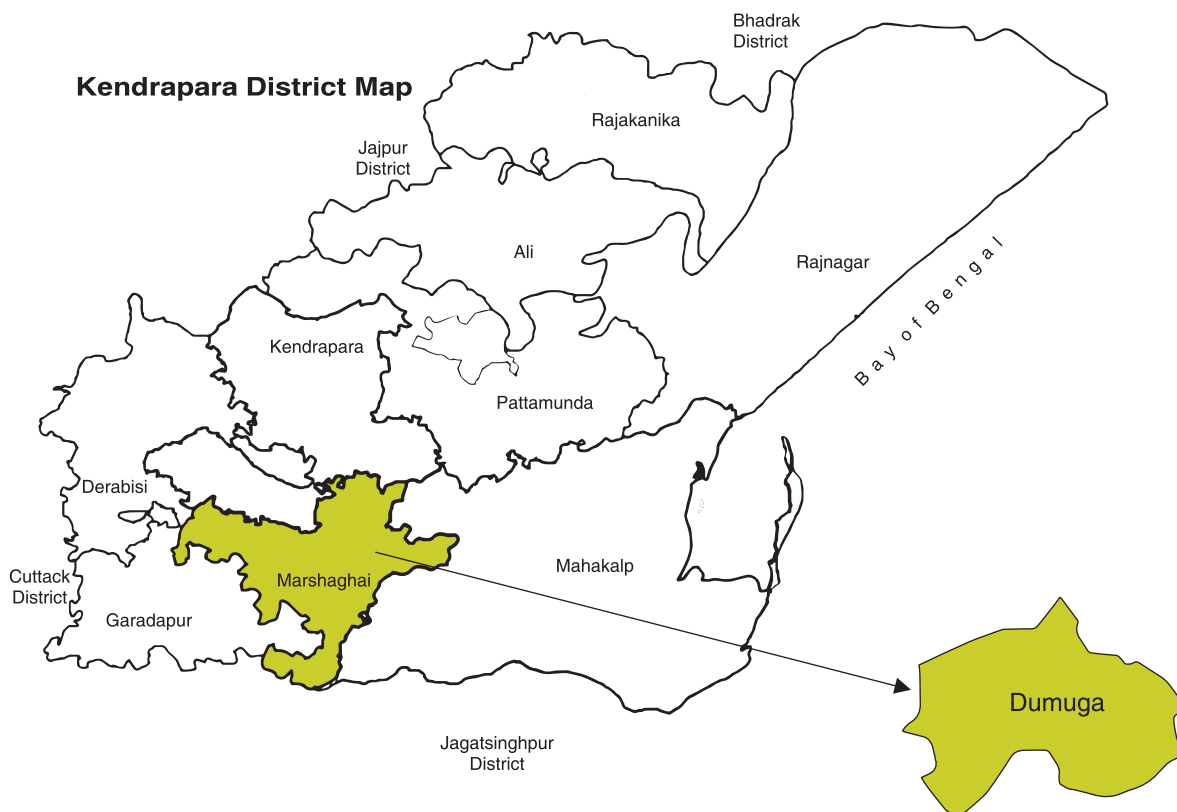 Bhadrak
District
Kendrapara District Map
Rajakanika
Jajpur
District
Ali
Rajnagar
Bay of Bengal
Kendrapara
Pattamunda
Derabisi
Mahakalp
Cuttack
District
Marshaghai
Garadapur
Dumuga
Jagatsinghpur
District